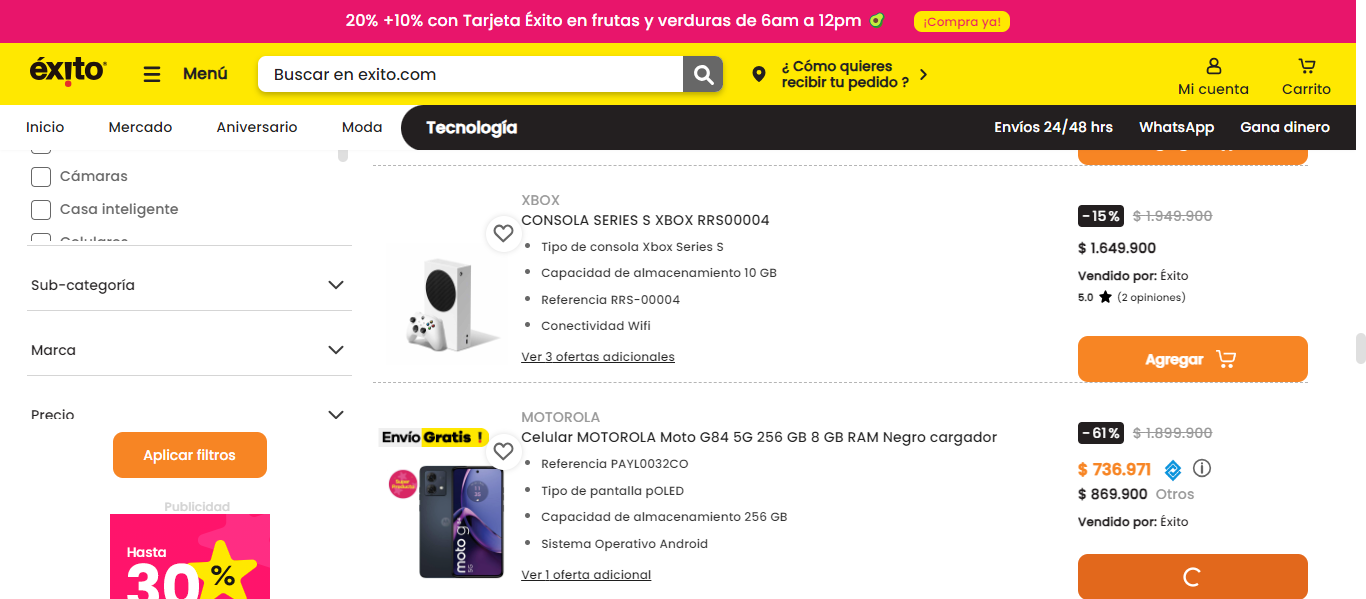 20% +10% con Tarjeta Éxito en frutas y verduras de 6am a 12pm
¡Compra ya!
éxito
Menú
Buscar en exito.com
¿ Cómo quieres
recibir tu pedido ?
Mi cuenta
Carrito
Inicio
Mercado
Aniversario
Moda
Tecnología
Envíos 24/48 hrs
WhatsApp
Gana dinero
Cámaras
Casa inteligente
Celulares
Sub-categoría
Marca
Precio
Aplicar filtros
Publicidad
Hasta
30
%
XBOX
CONSOLA SERIES S XBOX RRS00004
Tipo de consola Xbox Series S
Capacidad de almacenamiento 10 GB
Referencia RRS-00004
Conectividad Wifi
Ver 3 ofertas adicionales
-15%
$ 1.949.900
$ 1.649.900
Vendido por: Éxito
5.0 (2 opiniones)
Agregar
Envío Gratis !
Super
Producto!
moto g84
5G
MOTOROLA
Celular MOTOROLA Moto G84 5G 256 GB 8 GB RAM Negro cargador
Referencia PAYL0032CO
Tipo de pantalla pOLED
Capacidad de almacenamiento 256 GB
Sistema Operativo Android
Ver 1 oferta adicional
-61%
$ 1.899.900
$ 736.971
$ 869.900 Otros
Vendido por: Éxito